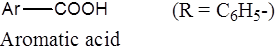 Ar—COOH (R = C6H5-)
Aromatic acid